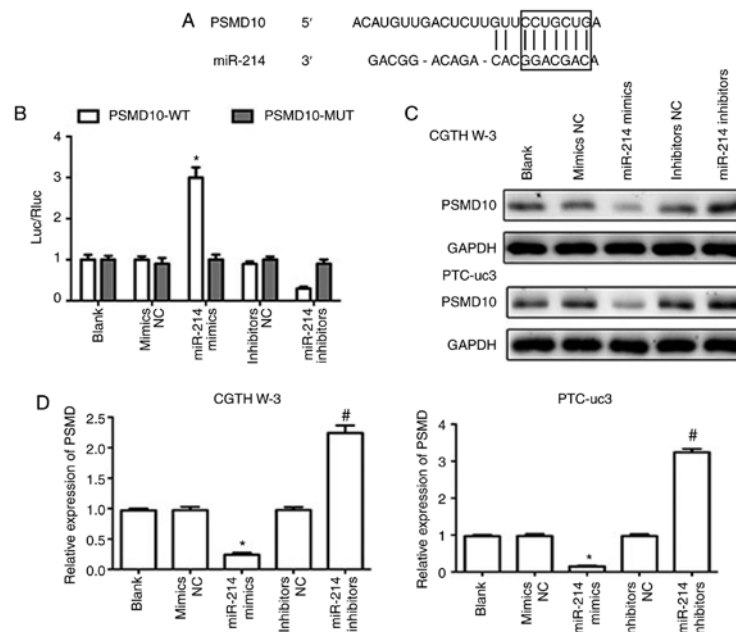 A
PSMD10 5′ ACAUGUUGACUCUUGUUCCUGCUGA
miR-214 3′ GACGG - ACAGA - CACGGACGACA
B
PSMD10-WT PSMD10-MUT
Luc/Rluc
4
3
2
1
0
Blank
Mimics NC
miR-214 mimics
Inhibitors NC
miR-214 inhibitors
*
C
CGTH W-3
Blank
Mimics NC
miR-214 mimics
Inhibitors NC
miR-214 inhibitors
PSMD10
GAPDH
PTC-uc3
PSMD10
GAPDH
D
CGTH W-3
Relative expression of PSMD
2.5
2.0
1.0
0.5
0.0
*
#
Blank
Mimics NC
miR-214 mimics
Inhibitors NC
miR-214 inhibitors
PTC-uc3
Relative expression of PSMD
4
3
2
1
0
*
#
Blank
Mimics NC
miR-214 mimics
Inhibitors NC
miR-214 inhibitors